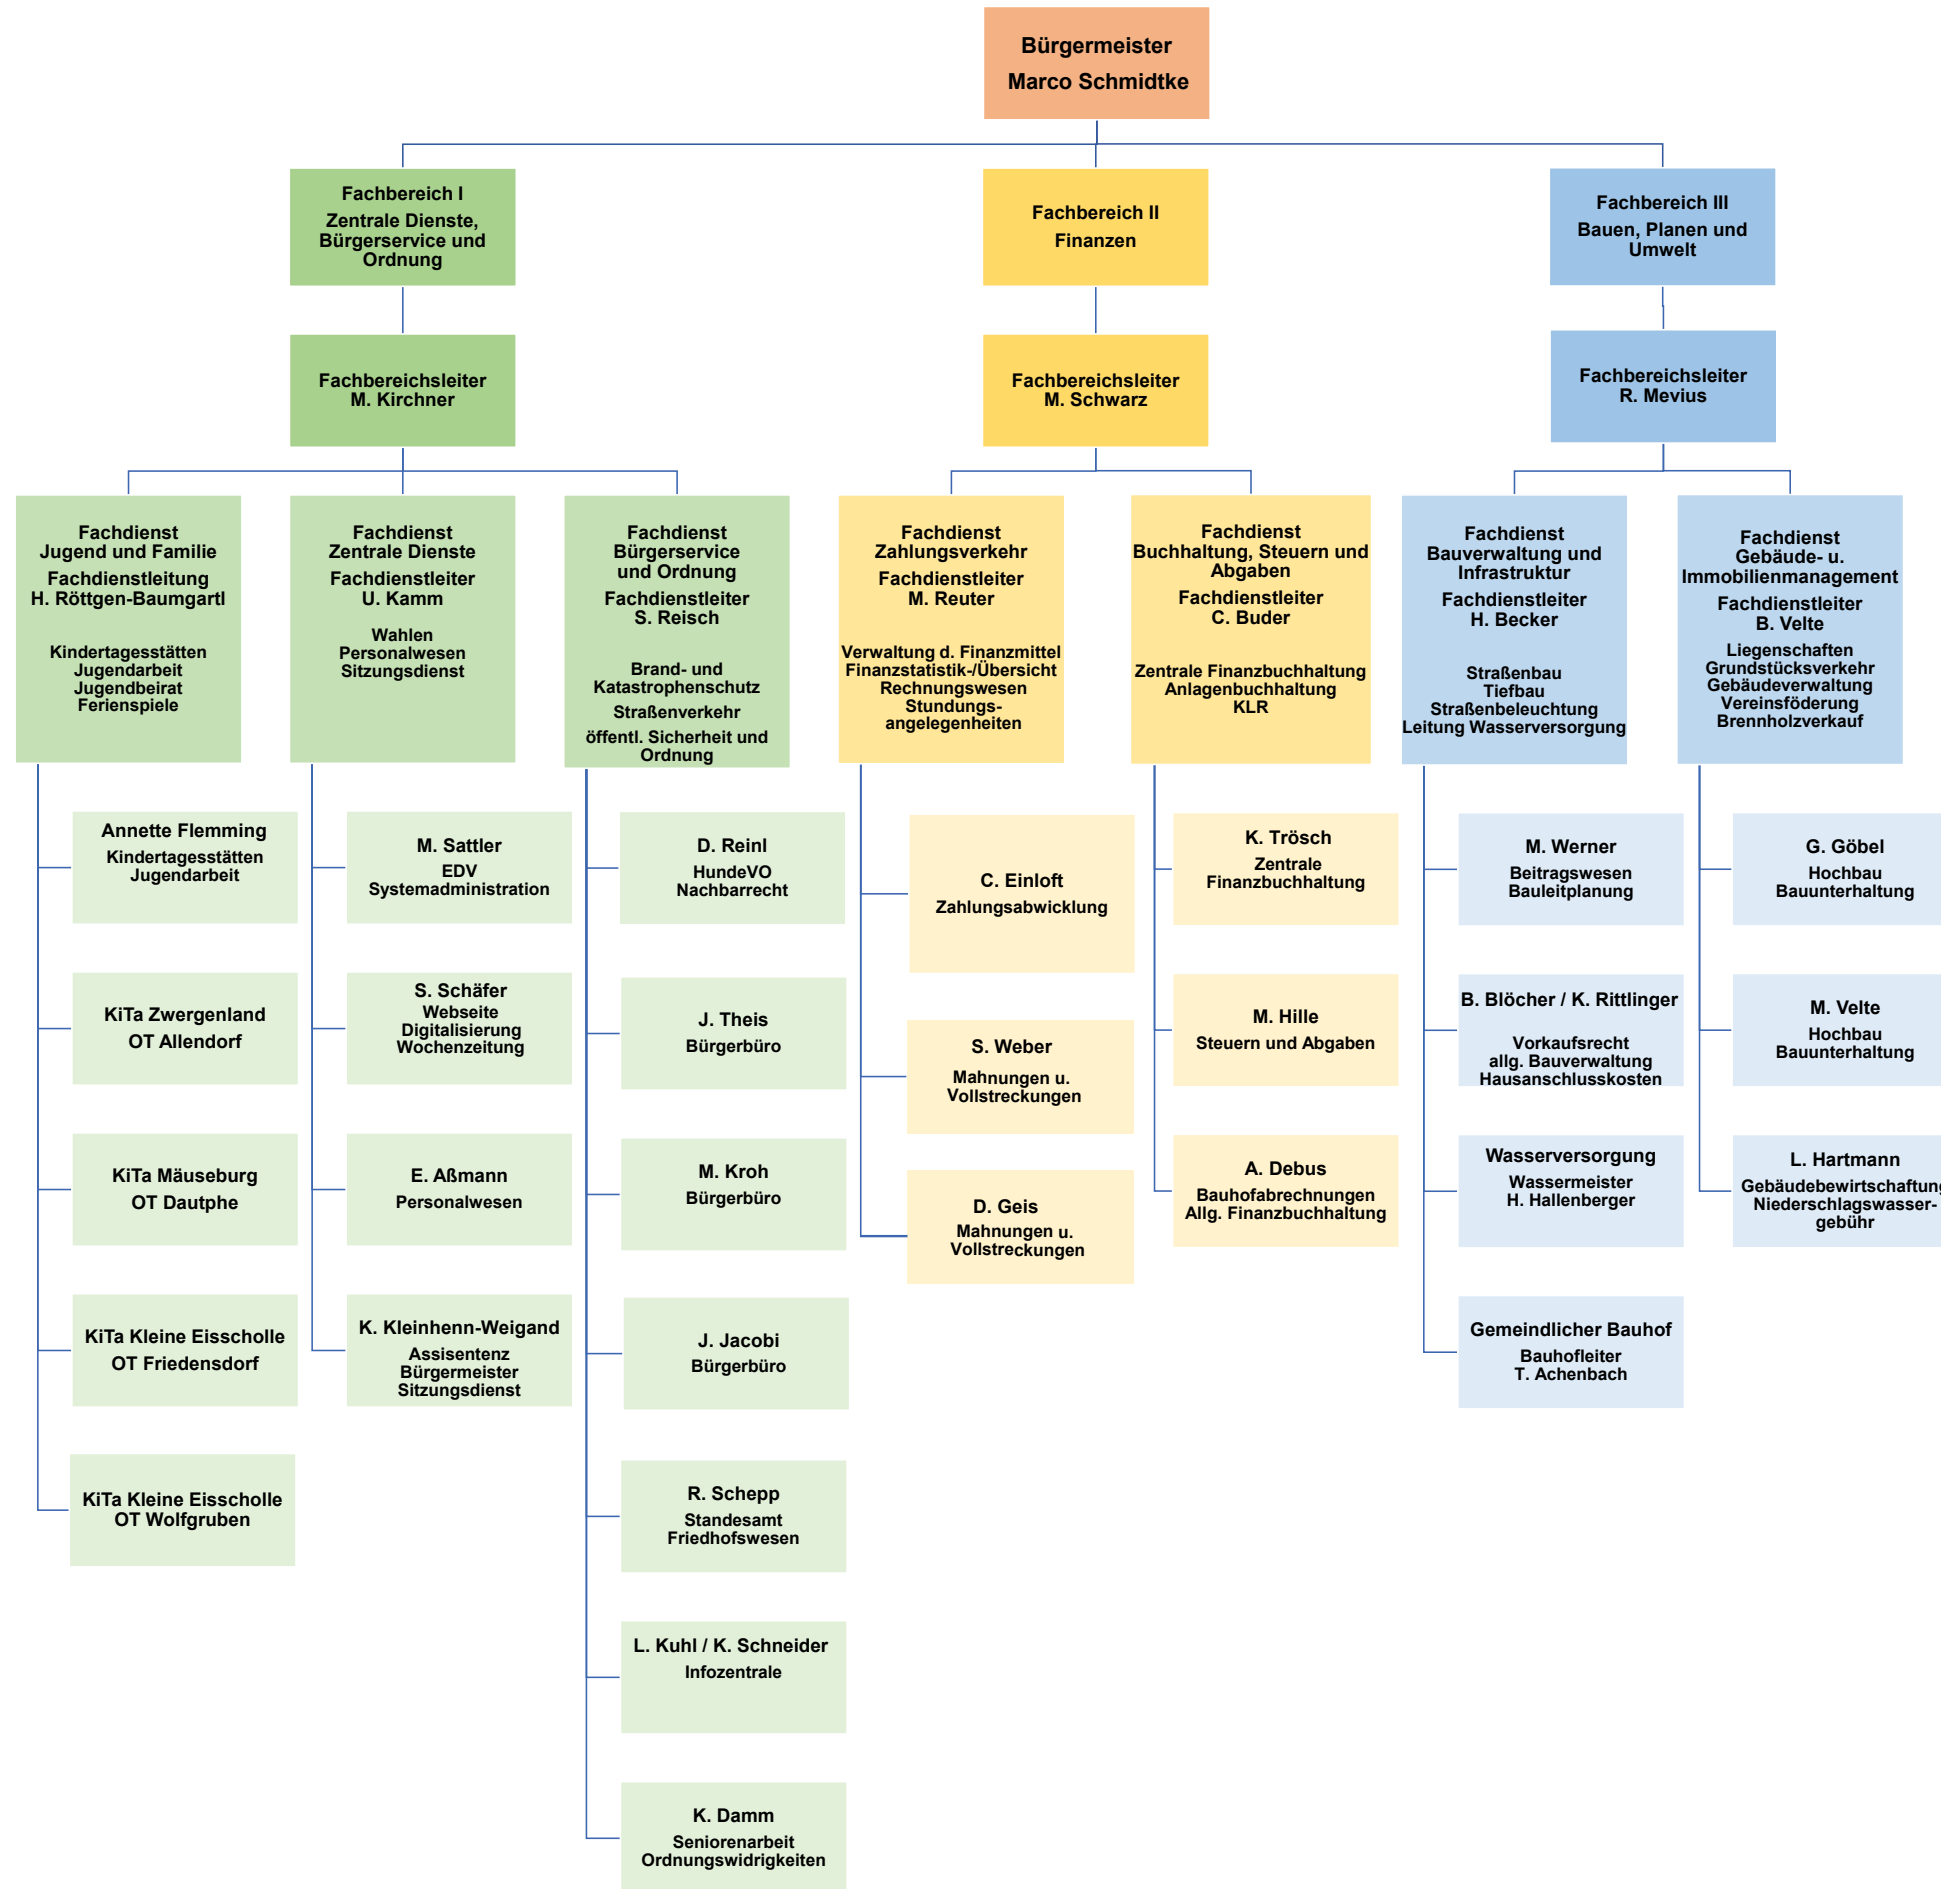 Bürgermeister
Marco Schmidtke
Fachbereich I
Zentrale Dienste,
Bürgerservice und
Ordnung
Fachbereich II
Finanzen
Fachbereich III
Bauen, Planen und
Umwelt
Fachbereichsleiter
M. Kirchner
Fachbereichsleiter
M. Schwarz
Fachbereichsleiter
R. Mevius
Fachdienst
Jugend und Familie
Fachdienstleitung
H. Röttgen-Baumgartl
Kindertagesstätten
Jugendarbeit
Jugendbeirat
Ferienspiele
Fachdienst
Zentrale Dienste
Fachdienstleiter
U. Kamm
Wahlen
Personalwesen
Sitzungsdienst
Fachdienst
Bürgerservice
und Ordnung
Fachdienstleiter
S. Reisch
Brand- und
Katastrophenschutz
Straßenverkehr
öffentl. Sicherheit und
Ordnung
Fachdienst
Zahlungsverkehr
Fachdienstleiter
M. Reuter
Verwaltung d. Finanzmittel
Finanzstatistik-/Übersicht
Rechnungswesen
Stundungs-
angelegenheiten
Fachdienst
Buchhaltung, Steuern und
Abgaben
Fachdienstleiter
C. Buder
Zentrale Finanzbuchhaltung
Anlagenbuchhaltung
KLR
Fachdienst
Bauverwaltung und
Infrastruktur
Fachdienstleiter
H. Becker
Straßenbau
Tiefbau
Straßenbeleuchtung
Leitung Wasserversorgung
Fachdienst
Gebäude- u.
Immobilienmanagement
Fachdienstleiter
B. Velte
Liegenschaften
Grundstücksverkehr
Gebäudeverwaltung
Vereinsföderung
Brennholzverkauf
Annette Flemming
Kindertagesstätten
Jugendarbeit
KiTa Zwergenland
OT Allendorf
KiTa Mäuseburg
OT Dautphe
KiTa Kleine Eisscholle
OT Friedensdorf
KiTa Kleine Eisscholle
OT Wolfgruben
M. Sattler
EDV
Systemadministration
S. Schäfer
Webseite
Digitalisierung
Wochenzeitung
E. Aßmann
Personalwesen
K. Kleinhenn-Weigand
Assisentenz
Bürgermeister
Sitzungsdienst
D. Reinl
HundeVO
Nachbarrecht
J. Theis
Bürgerbüro
M. Kroh
Bürgerbüro
J. Jacobi
Bürgerbüro
R. Schepp
Standesamt
Friedhofswesen
L. Kuhl / K. Schneider
Infozentrale
K. Damm
Seniorenarbeit
Ordnungswidrigkeiten
C. Einloft
Zahlungsabwicklung
S. Weber
Mahnungen u.
Vollstreckungen
D. Geis
Mahnungen u.
Vollstreckungen
K. Trösch
Zentrale
Finanzbuchhaltung
M. Hille
Steuern und Abgaben
A. Debus
Bauhofabrechnungen
Allg. Finanzbuchhaltung
M. Werner
Beitragswesen
Bauleitplanung
B. Blöcher / K. Rittlinger
Vorkaufsrecht
allg. Bauverwaltung
Hausanschlusskosten
Wasserversorgung
Wassermeister
H. Hallenberger
Gemeindlicher Bauhof
Bauhofleiter
T. Achenbach
G. Göbel
Hochbau
Bauunterhaltung
M. Velte
Hochbau
Bauunterhaltung
L. Hartmann
Gebäudebewirtschaftung
Niederschlagswasser-
gebühr